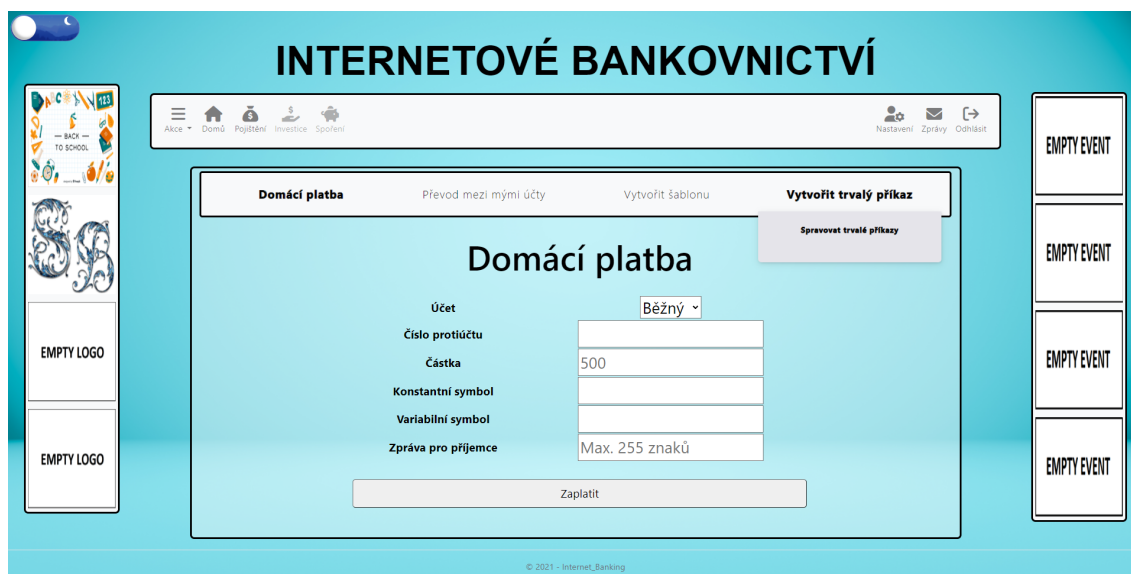 INTERNETOVÉ BANKOVNICTVÍ
ABC
123
— BACK —
TO SCHOOL
SB
EMPTY LOGO
EMPTY LOGO
Akce Domů Pojištění Investice Spoření
Nastavení Zprávy Odhlásit
Domácí platba Převod mezi mými účty Vytvořit šablonu Vytvořit trvalý příkaz
Spravovat trvalé příkazy
Domácí platba
Účet Běžný
Číslo protiúčtu
Částka 500
Konstantní symbol
Variabilní symbol
Zpráva pro příjemce Max. 255 znaků
Zaplatit
EMPTY EVENT
EMPTY EVENT
EMPTY EVENT
EMPTY EVENT
© 2021 - Internet_Banking